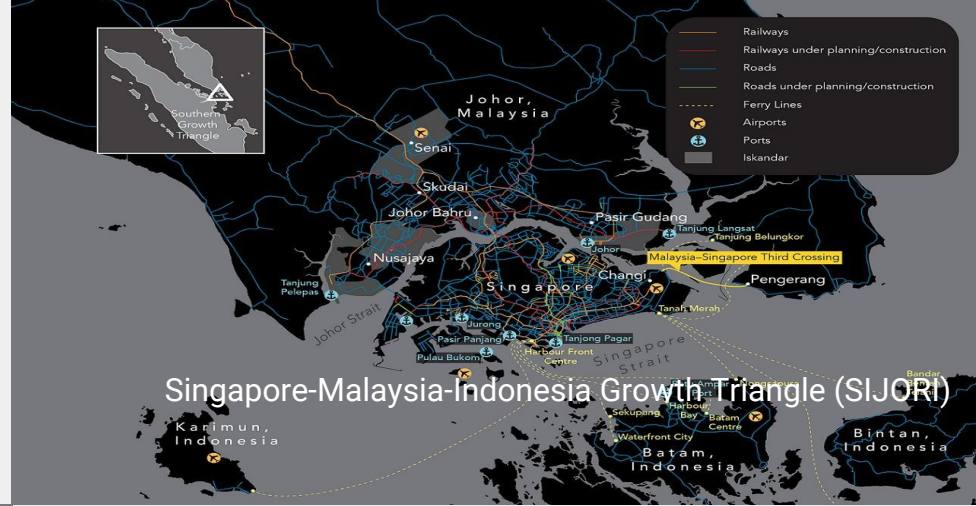 Railways
Railways under planning/construction
Roads
Roads under planning/construction
Ferry Lines
Airports
Ports
Iskandar
Southern
Growth
Triangle
Johor,
Malaysia
Senai
Skudai
Johor Bahru
Pasir Gudang
Tanjung Langsat
Tanjung Belungkor
Johor
Malaysia–Singapore Third Crossing
Nusajaya
Changi
Pengerang
Singapore
Tanjung
Pelepas
Tanah Merah
Johor Strait
Jurong
Pasir Panjang
Tanjong Pagar
Harbour Front
Centre
Singapore
Strait
Pulau Bukom
Singapore-Malaysia-Indonesia Growth Triangle (SIJORI)
Bandar
Sekupang
Harbour
Bay
Batam
Centre
Waterfront City
Karimun,
Indonesia
Batam,
Indonesia
Bintan,
Indonesia